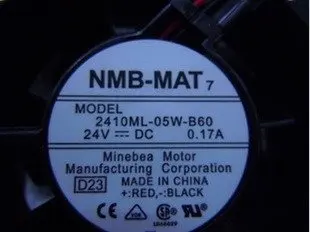 NMB-MAT 7
MODEL
2410ML-05W-B60
24V ⎓ DC 0.17A
Minebea Motor
Manufacturing Corporation
D23 MADE IN CHINA
+:RED,-:BLACK